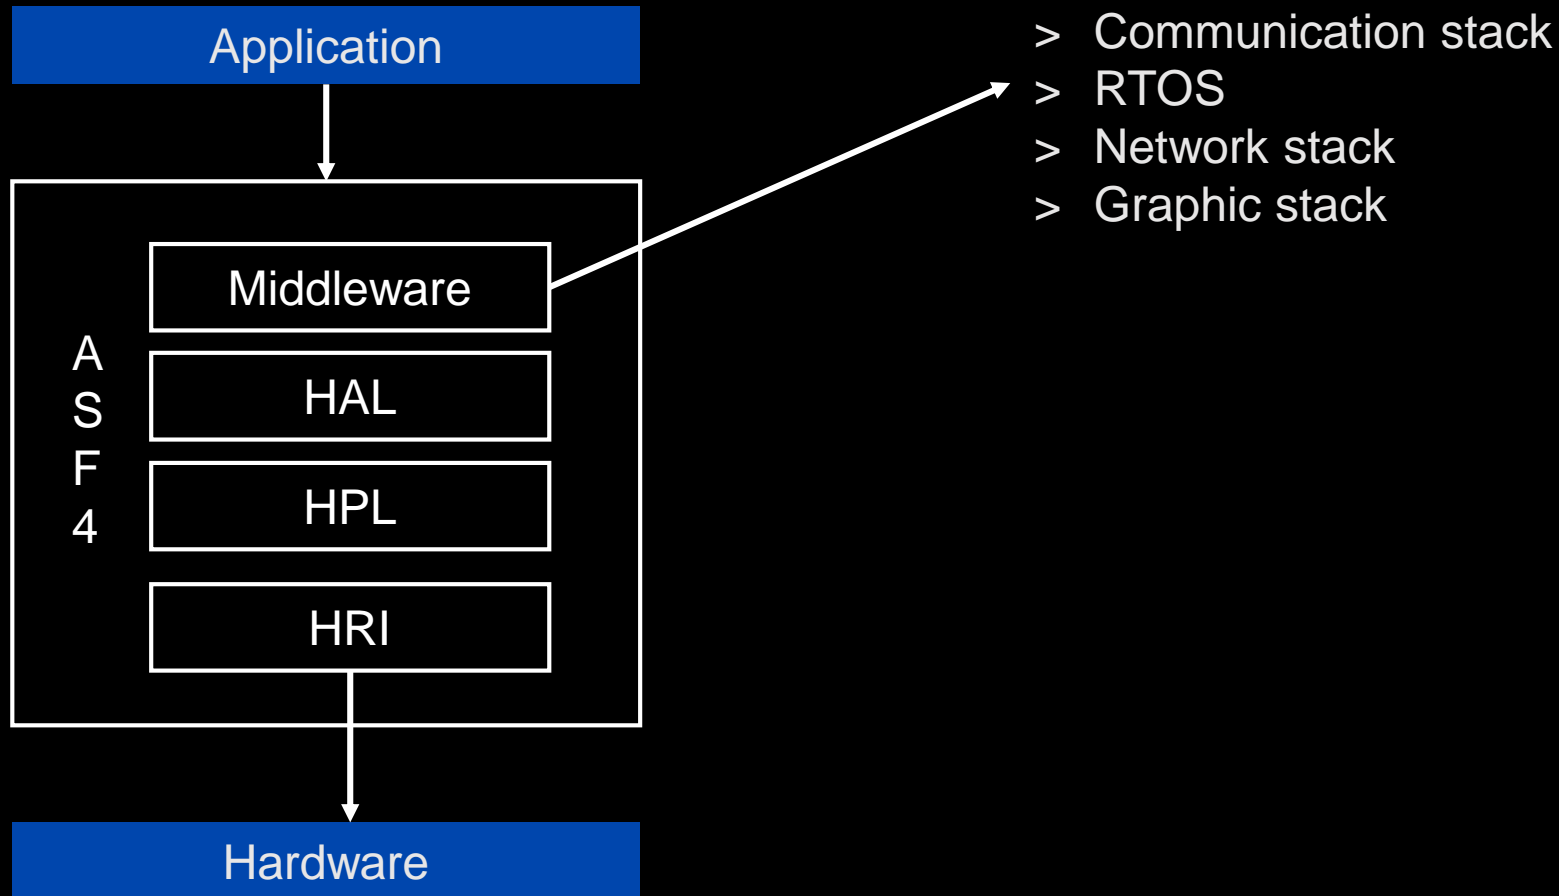 Application
> Communication stack
> RTOS
> Network stack
> Graphic stack
A
S
F
4
Middleware
HAL
HPL
HRI
Hardware